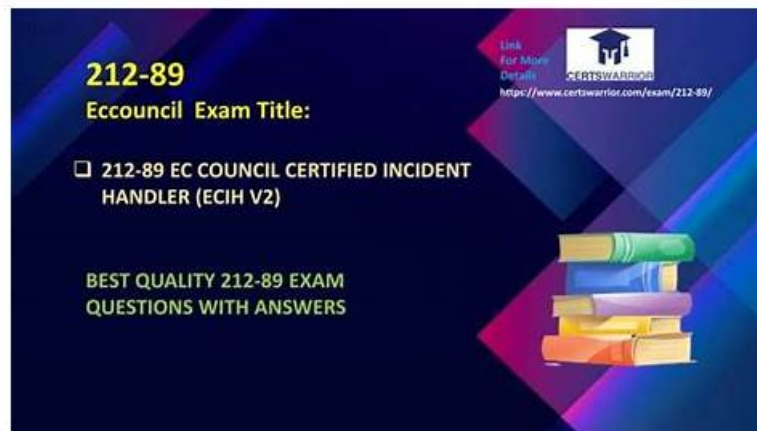 212-89
Eccouncil Exam Title:
❑ 212-89 EC COUNCIL CERTIFIED INCIDENT
HANDLER (ECIH V2)
BEST QUALITY 212-89 EXAM
QUESTIONS WITH ANSWERS
Link
For More
Details
CERTSWARRIOR
https://www.certswarrior.com/exam/212-89/